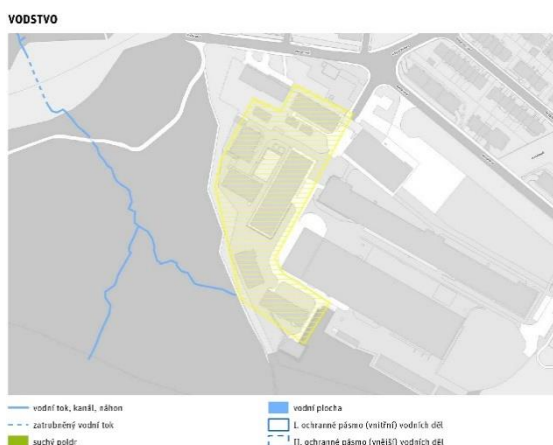 VODSTVO
vodní tok, kanál, náhon
zatrubněný vodní tok
suchý poldr
vodní plocha
I. ochranné pásmo (vnitřní) vodních děl
II. ochranné pásmo (vnější) vodních děl